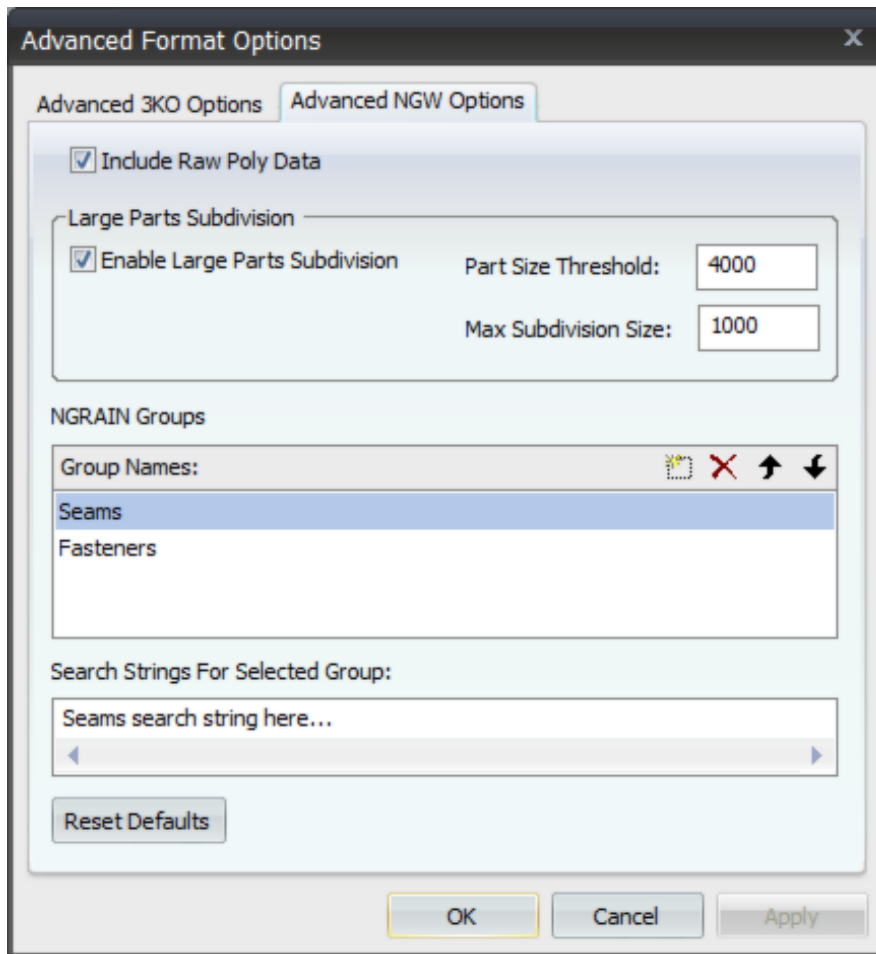 Advanced Format Options
Advanced 3KO Options
Advanced NGW Options
Include Raw Poly Data
Large Parts Subdivision
Enable Large Parts Subdivision
Part Size Threshold:
4000
Max Subdivision Size:
1000
NGRAIN Groups
Group Names:
Seams
Fasteners
Search Strings For Selected Group:
Seams search string here...
Reset Defaults
OK
Cancel
Apply